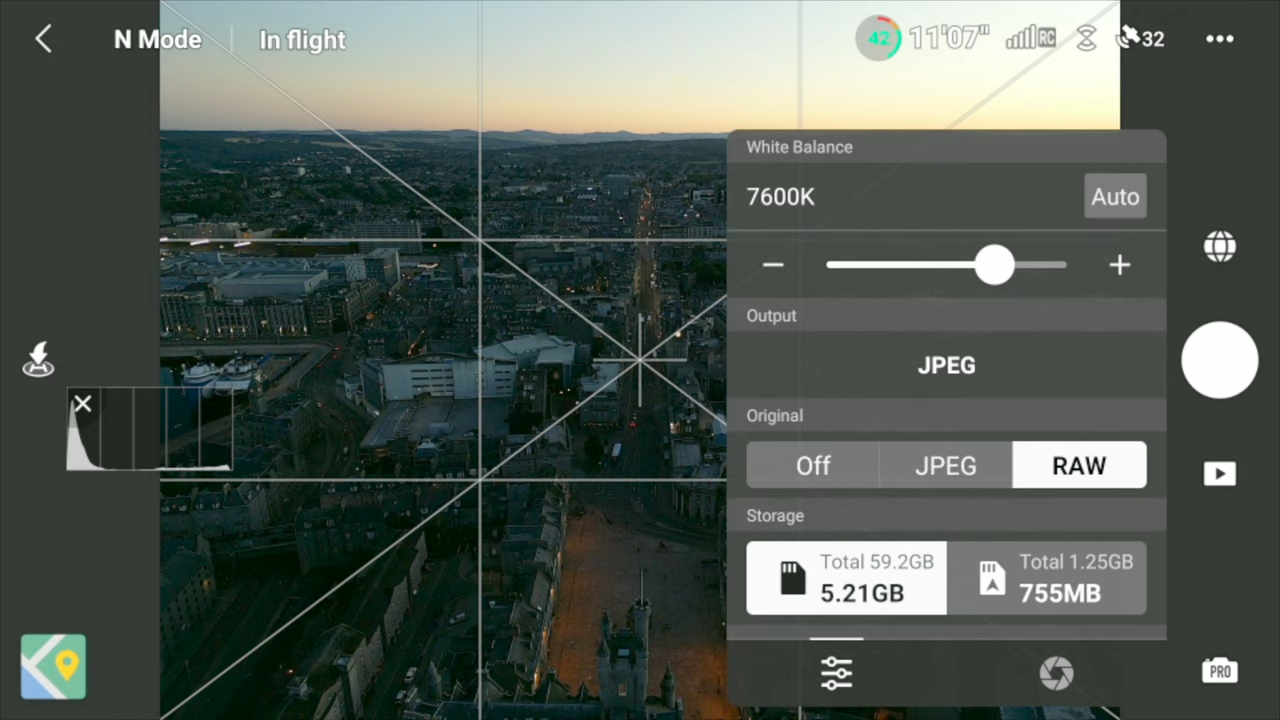 N Mode
In flight
42
11'07"
RC
32
White Balance
7600K
Auto
Output
JPEG
Original
Off
JPEG
RAW
Storage
Total 59.2GB
5.21GB
Total 1.25GB
755MB
PRO